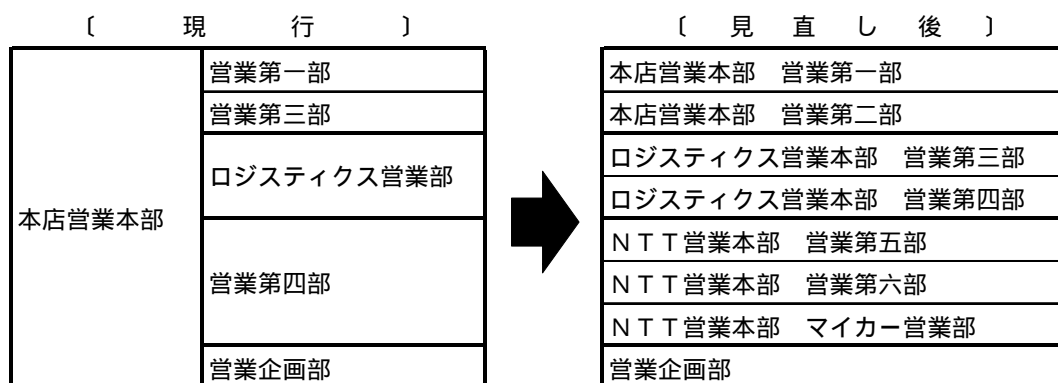 〔 現 行 〕
本店営業本部
営業第一部
営業第三部
ロジスティクス営業部
営業第四部
営業企画部
〔 見 直 し 後 〕
本店営業本部 営業第一部
本店営業本部 営業第二部
ロジスティクス営業本部 営業第三部
ロジスティクス営業本部 営業第四部
ＮＴＴ営業本部 営業第五部
ＮＴＴ営業本部 営業第六部
ＮＴＴ営業本部 マイカー営業部
営業企画部